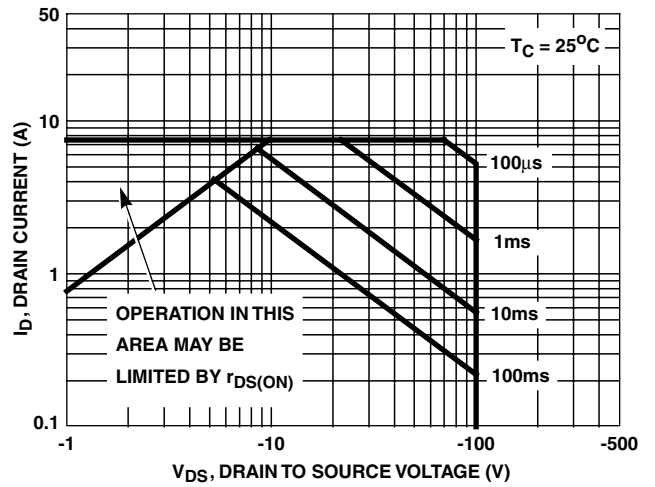 50
T_C = 25°C
10
100μs
1ms
1
OPERATION IN THIS
AREA MAY BE
LIMITED BY r_DS(ON)
10ms
100ms
0.1
-1
-10
-100
-500
I_D, DRAIN CURRENT (A)
V_DS, DRAIN TO SOURCE VOLTAGE (V)